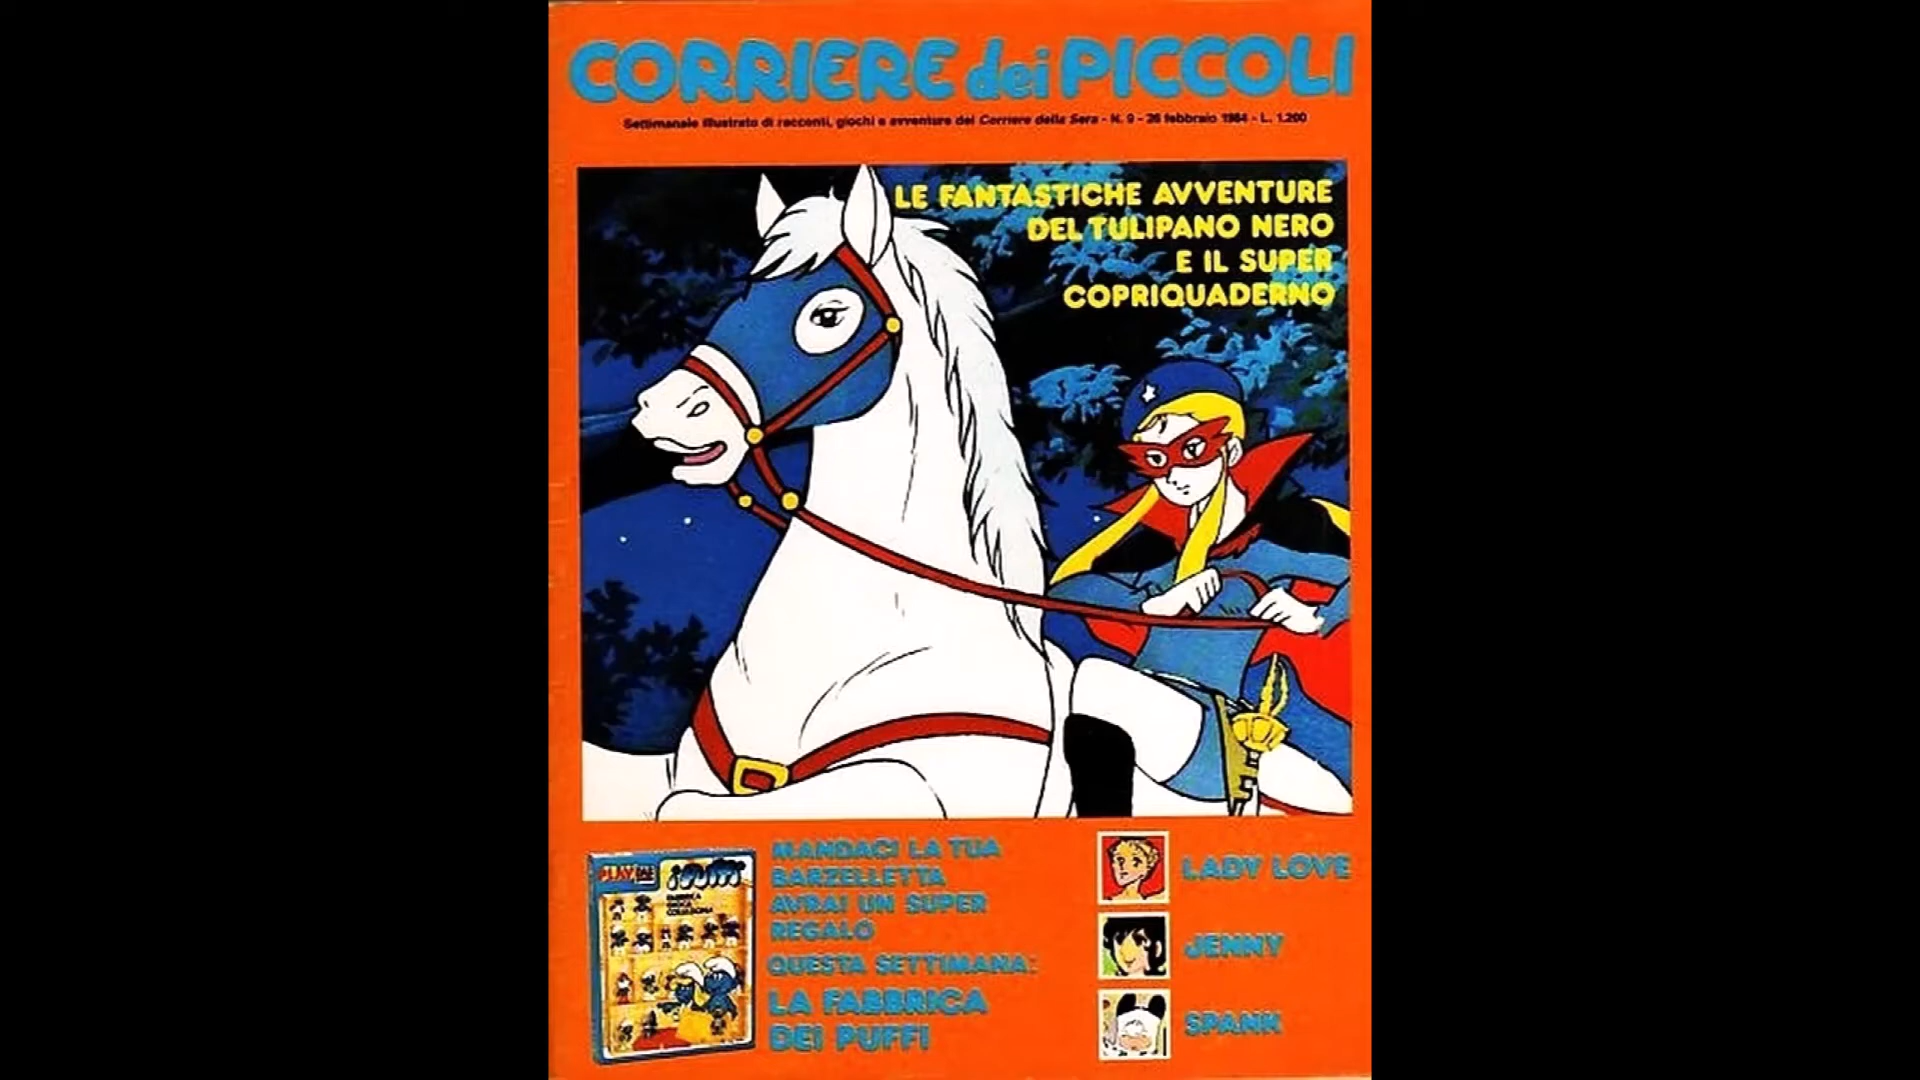 CORRIERE dei PICCOLI
Settimanale illustrato di racconti, giochi e avventure del Corriere della Sera - N. 9 - 26 febbraio 1984 - L. 1.200
LE FANTASTICHE AVVENTURE
DEL TULIPANO NERO
E IL SUPER
COPRIQUADERNO
MANDACI LA TUA
BARZELLETTA
AVRAI UN SUPER
REGALO
QUESTA SETTIMANA:
LA FABBRICA
DEI PUFFI
PLAY
i Puffi
LADY LOVE
JENNY
SPANK